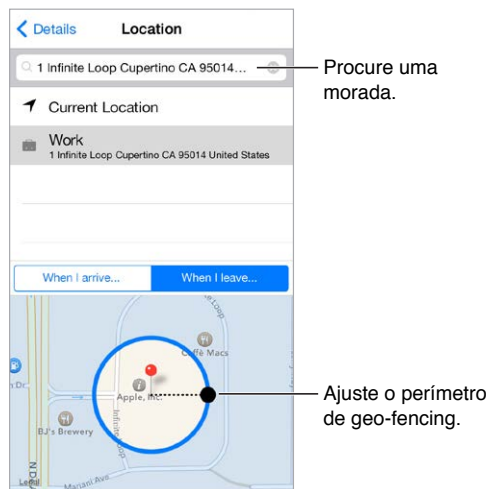 Details
Location
1 Infinite Loop Cupertino CA 95014...
Procure uma
morada.
Current Location
Work
1 Infinite Loop Cupertino CA 95014 United States
When I arrive...
When I leave...
Loop
Caffè Macs
Apple, Inc.
Infinite Loop
BJ's Brewery
Dr
N D
Mariani Ave
Legal
Ajuste o perímetro
de geo-fencing.